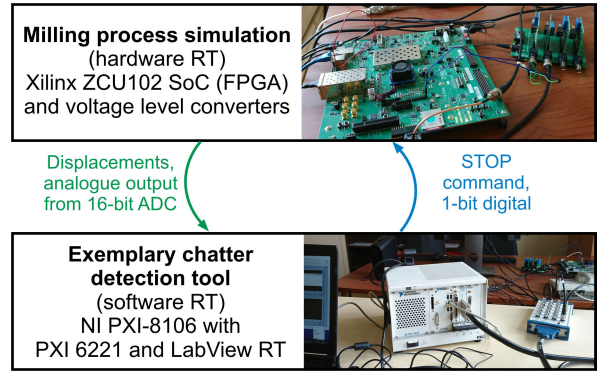 Milling process simulation
(hardware RT)
Xilinx ZCU102 SoC (FPGA)
and voltage level converters
Displacements,
analogue output
from 16-bit ADC
STOP
command,
1-bit digital
Exemplary chatter
detection tool
(software RT)
NI PXI-8106 with
PXI 6221 and LabView RT